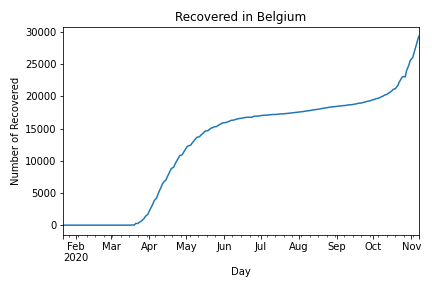 Recovered in Belgium
Number of Recovered
30000
25000
20000
15000
10000
5000
0
Feb Mar Apr May Jun Jul Aug Sep Oct Nov
2020
Day